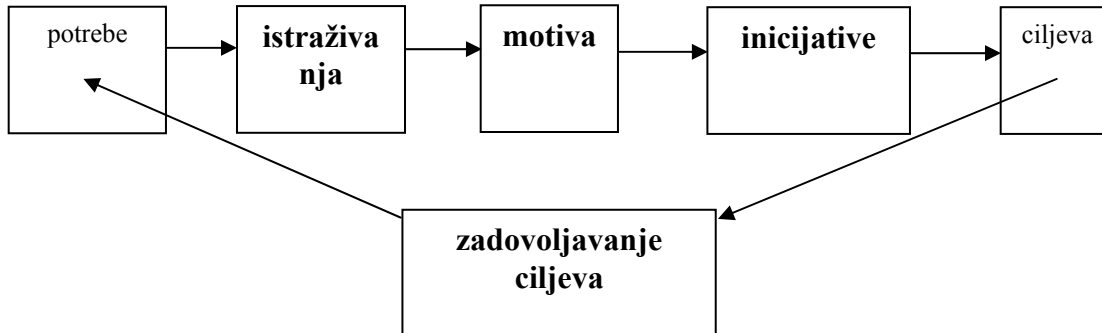 potrebe
istraživa
nja
motiva
inicijative
ciljeva
zadovoljavanje
ciljeva